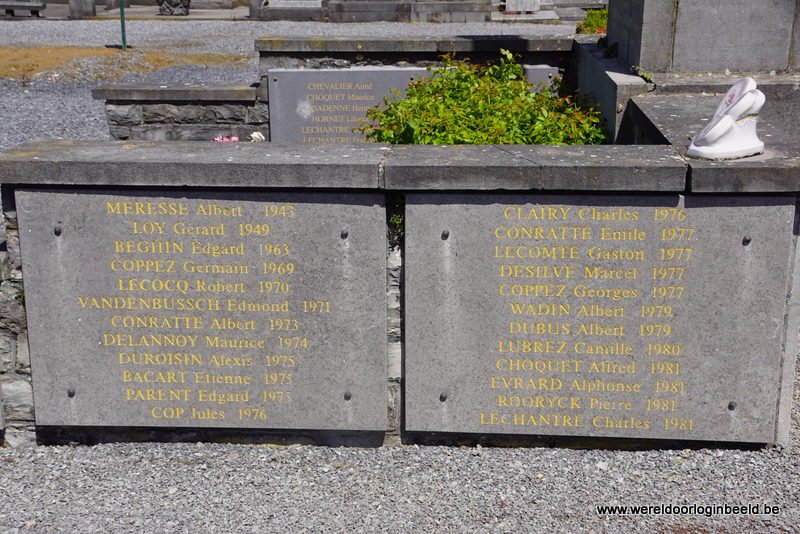 CHEVALIER Aimé
CHOQUET Maurice
GADENNE
HORNET
LECHANTRE
LECHANTRE
MERESSE Albert 1943
LOY Gérard 1949
BEGHIN Edgard 1963
COPPEZ Germain 1969
LECOCQ Robert 1970
VANDENBUSSCH Edmond 1971
CONRATTE Albert 1973
DELANNOY Maurice 1974
DUROISIN Alexis 1975
BACART Etienne 1975
PARENT Edgard 1975
COP Jules 1976
CLAIRY Charles 1976
CONRATTE Emile 1977
LECOMTE Gaston 1977
DESILVE Marcel 1977
COPPEZ Georges 1977
WADIN Albert 1979
DUBUS Albert 1979
LUBREZ Camille 1980
CHOQUET Alfred 1981
EVRARD Alphonse 1981
ROORYCK Pierre 1981
LECHANTRE Charles 1981
www.wereldoorloginbeeld.be